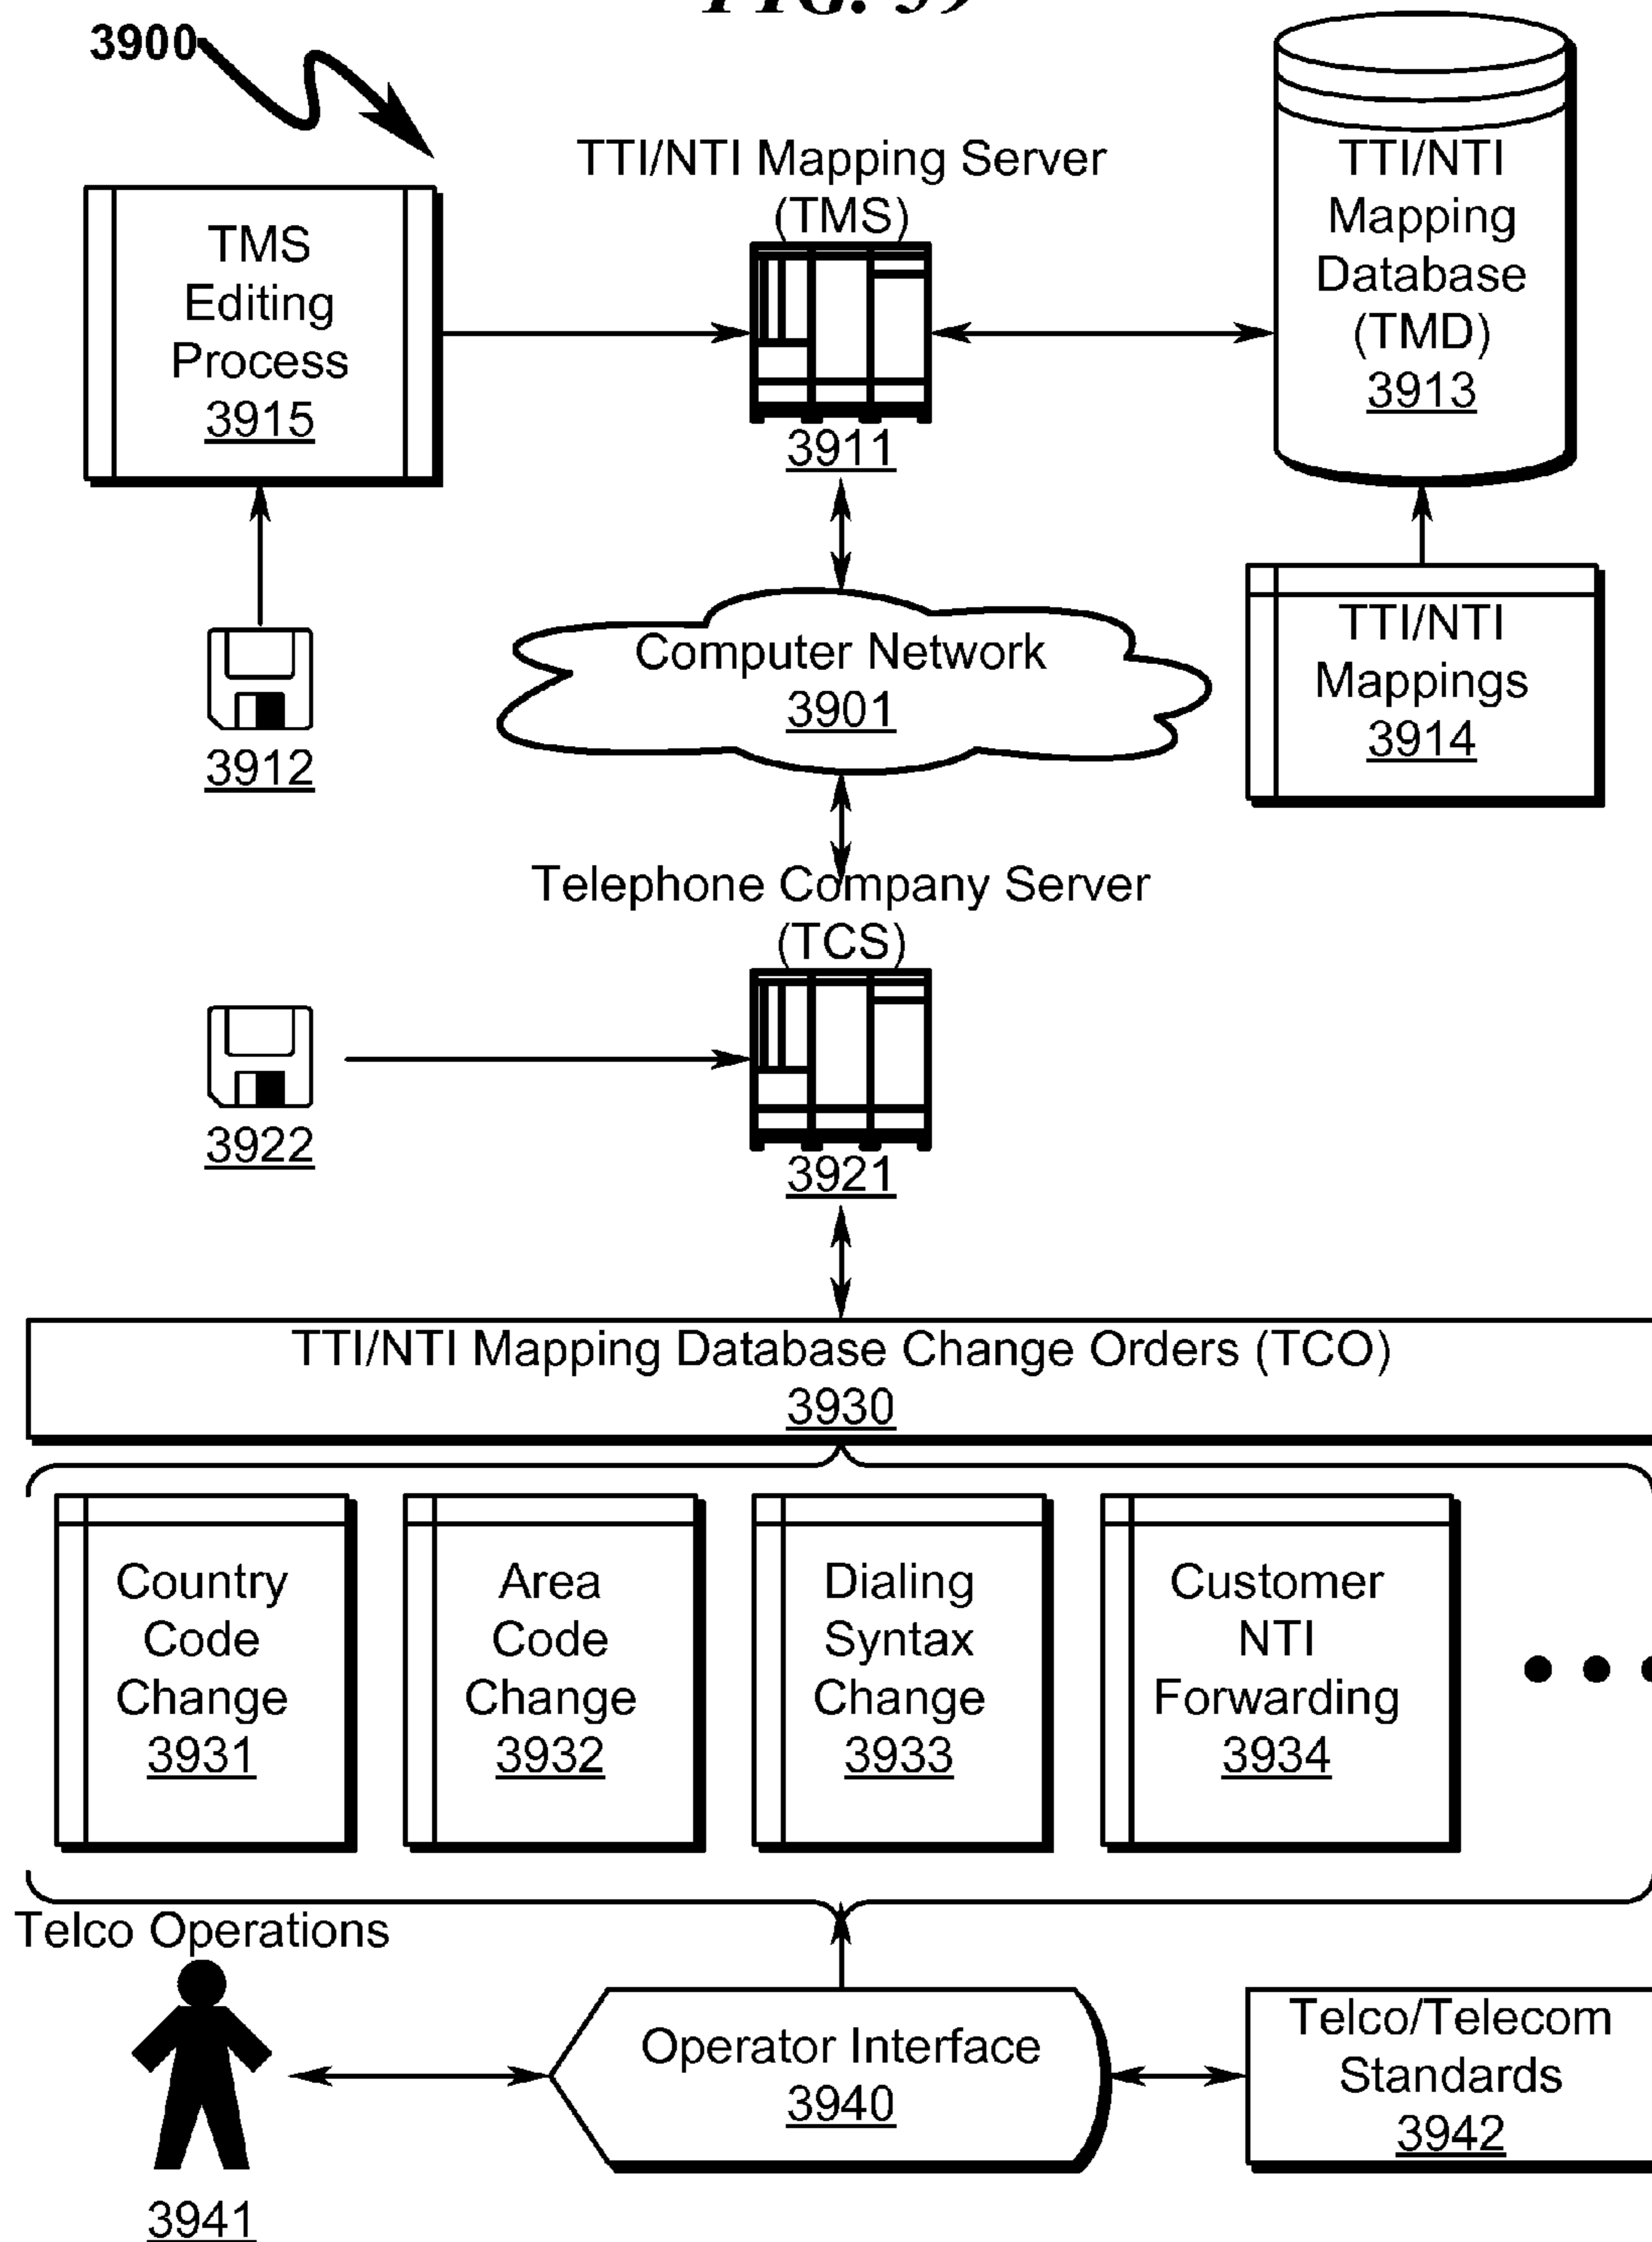 FIG. 39
3900
TTI/NTI Mapping Server
(TMS)
3911
TMS
Editing
Process
3915
TTI/NTI
Mapping
Database
(TMD)
3913
3912
Computer Network
3901
TTI/NTI
Mappings
3914
Telephone Company Server
(TCS)
3921
3922
TTI/NTI Mapping Database Change Orders (TCO)
3930
Country
Code
Change
3931
Area
Code
Change
3932
Dialing
Syntax
Change
3933
Customer
NTI
Forwarding
3934
Telco Operations
3941
Operator Interface
3940
Telco/Telecom
Standards
3942